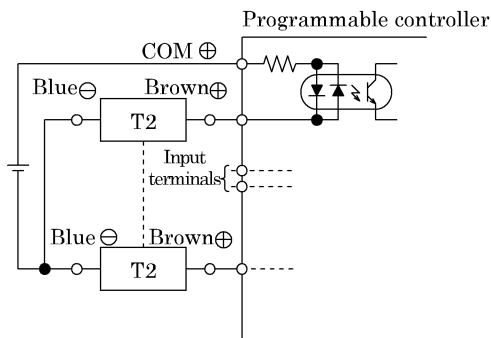 Programmable controller
COM ⊕
Blue ⊖ Brown ⊕
T2
Input
terminals
Blue ⊖ Brown ⊕
T2